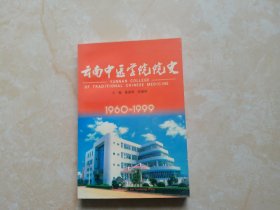 云南中医学院院史
YUNNAN COLLEGE
OF TRADITIONAL CHINESE MEDICINE
1960-1999